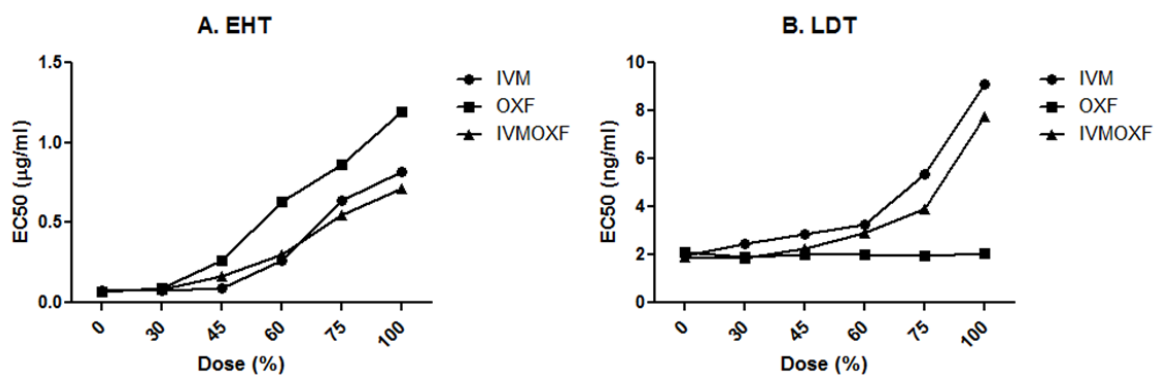 A. EHT
EC50 (µg/ml)
1.5
1.0
0.5
0.0
0
30
45
60
75
100
Dose (%)
IVM
OXF
IVMOXF
B. LDT
EC50 (ng/ml)
10
8
6
4
2
0
0
30
45
60
75
100
Dose (%)
IVM
OXF
IVMOXF